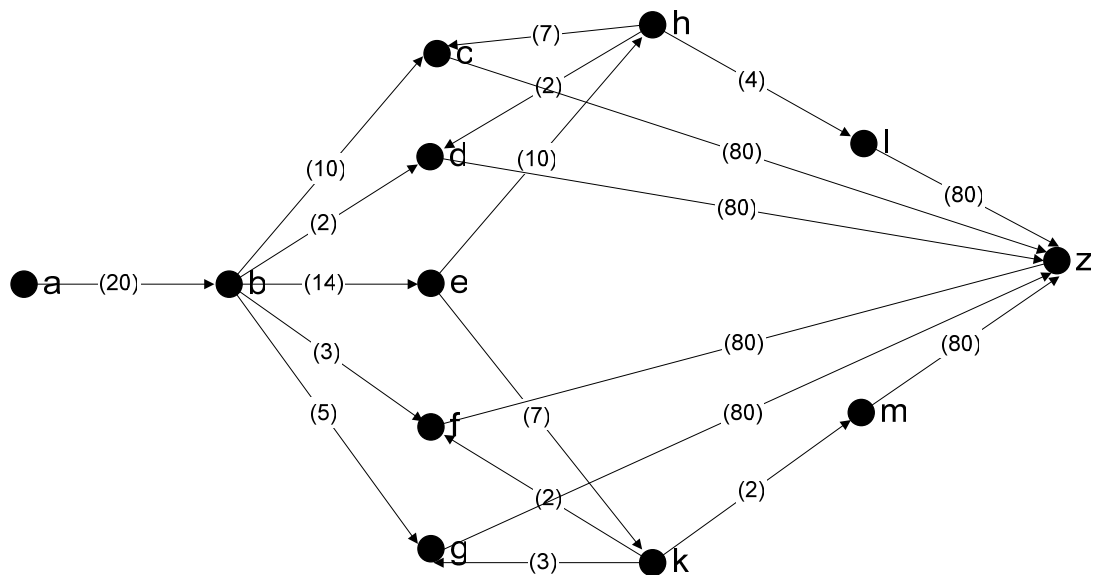 h
(7)
c
(2)
(4)
l
(10)
(80)
d
(10)
(80)
(80)
(2)
z
a
(20)
b
(14)
e
(3)
(80)
(80)
(5)
(7)
(80)
f
m
(2)
(2)
g
(3)
k